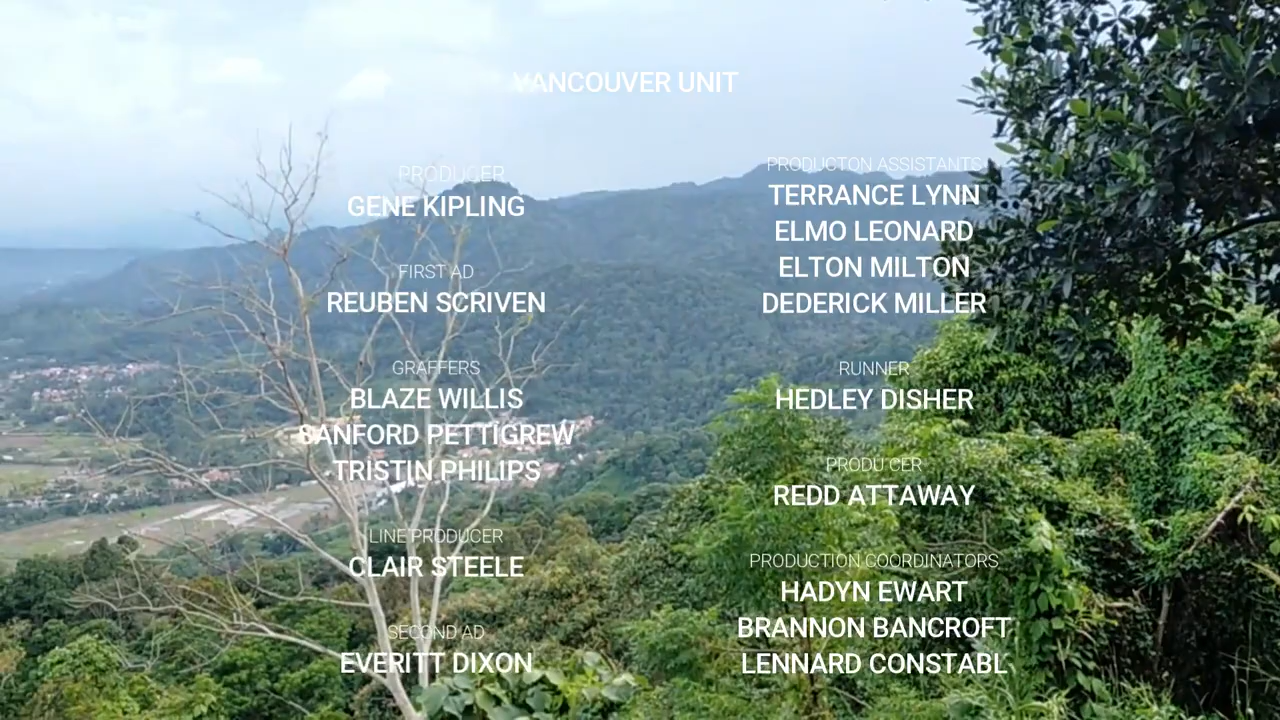 VANCOUVER UNIT
PRODUCER
GENE KIPLING
FIRST AD
REUBEN SCRIVEN
GRAFFERS
BLAZE WILLIS
SANFORD PETTIGREW
TRISTIN PHILIPS
LINE PRODUCER
CLAIR STEELE
SECOND AD
EVERITT DIXON
PRODUCTON ASSISTANTS
TERRANCE LYNN
ELMO LEONARD
ELTON MILTON
DEDERICK MILLER
RUNNER
HEDLEY DISHER
PRODU CER
REDD ATTAWAY
PRODUCTION COORDINATORS
HADYN EWART
BRANNON BANCROFT
LENNARD CONSTABL